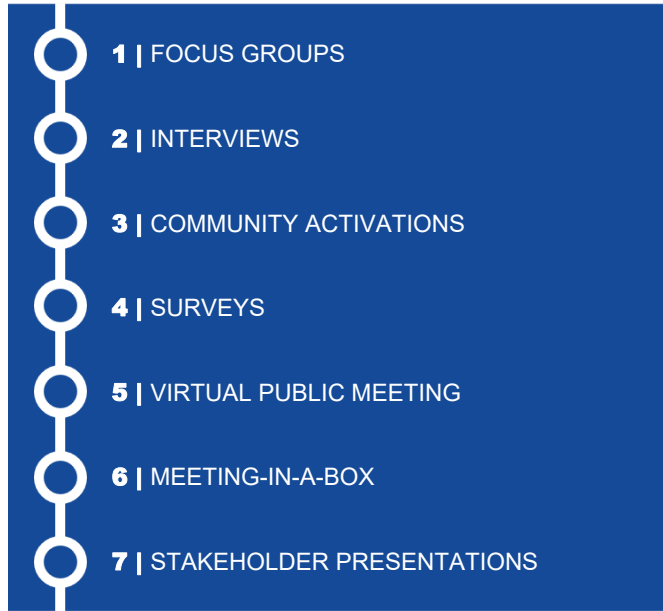 1 | FOCUS GROUPS
2 | INTERVIEWS
3 | COMMUNITY ACTIVATIONS
4 | SURVEYS
5 | VIRTUAL PUBLIC MEETING
6 | MEETING-IN-A-BOX
7 | STAKEHOLDER PRESENTATIONS